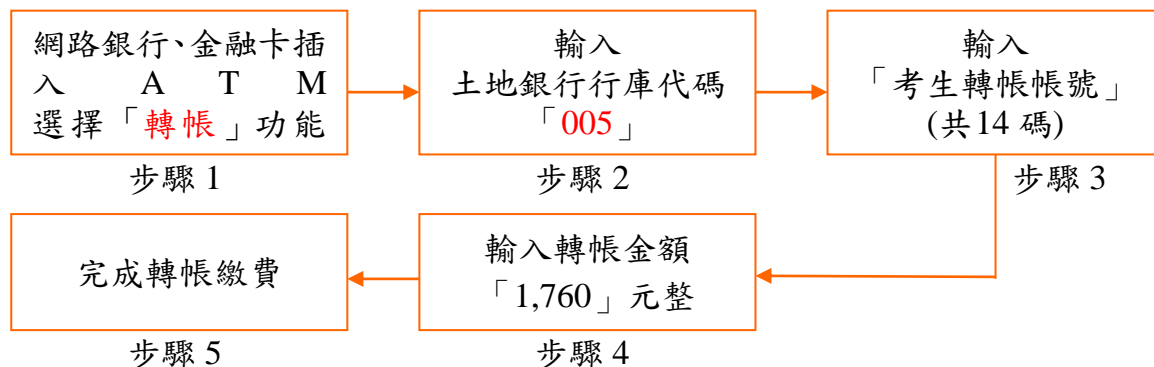 網路銀行、金融卡插
入 A T M
選擇「轉帳」功能
步驟 1
輸入
土地銀行行庫代碼
「005」
步驟 2
輸入
「考生轉帳帳號」
(共14 碼)
步驟 3
輸入轉帳金額
「1,760」元整
步驟 4
完成轉帳繳費
步驟 5